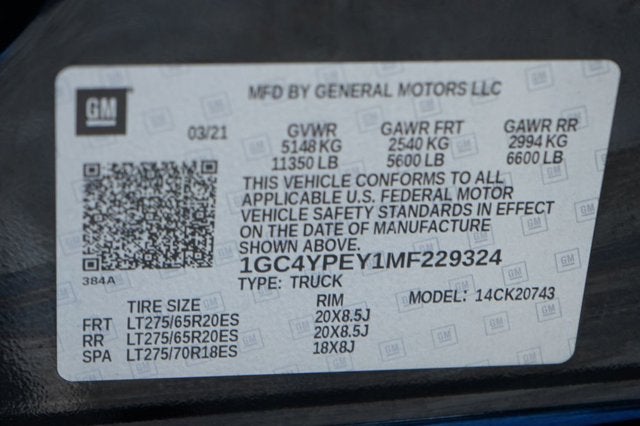 MFD BY GENERAL MOTORS LLC
GM
03/21 GVWR GAWR FRT GAWR RR
5148 KG 2540 KG 2994 KG
11350 LB 5600 LB 6600 LB
THIS VEHICLE CONFORMS TO ALL
APPLICABLE U.S. FEDERAL MOTOR
VEHICLE SAFETY STANDARDS IN EFFECT
ON THE DATE OF MANUFACTURE
SHOWN ABOVE.
1GC4YPEY1MF229324
384A TYPE: TRUCK MODEL: 14CK20743
TIRE SIZE RIM
FRT LT275/65R20ES 20X8.5J
RR LT275/65R20ES 20X8.5J
SPA LT275/70R18ES 18X8J